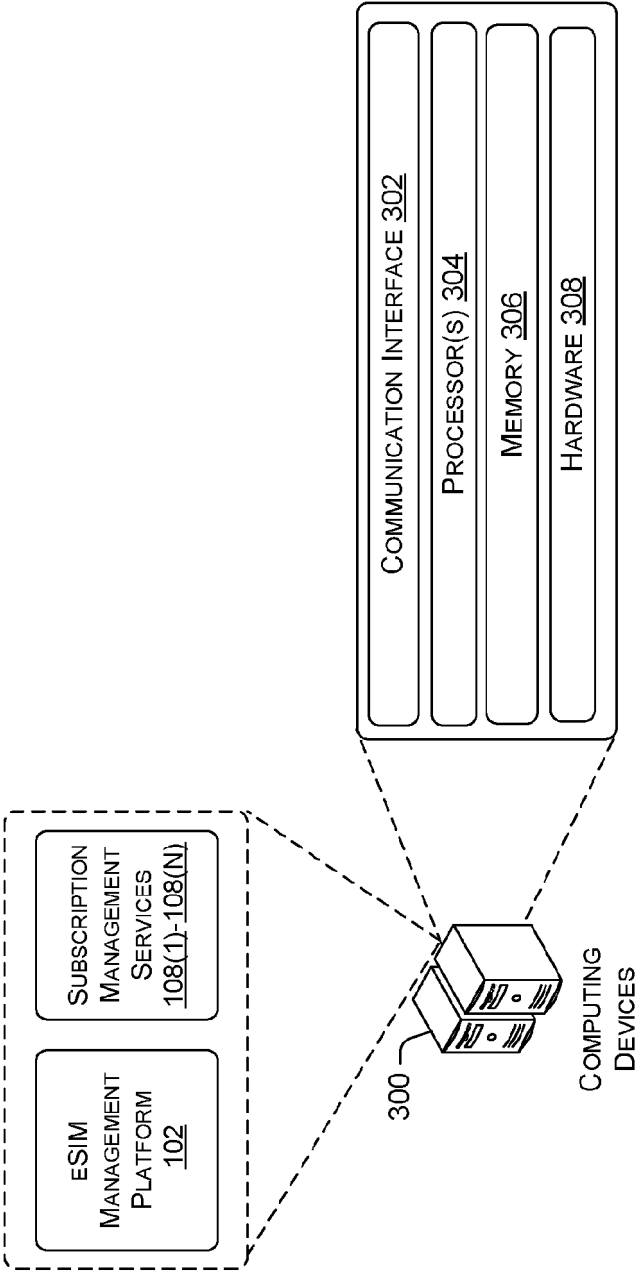 ESIM
MANAGEMENT
PLATFORM
102
SUBSCRIPTION
MANAGEMENT
SERVICES
108(1)-108(N)
300
COMPUTING
DEVICES
COMMUNICATION INTERFACE 302
PROCESSOR(S) 304
MEMORY 306
HARDWARE 308